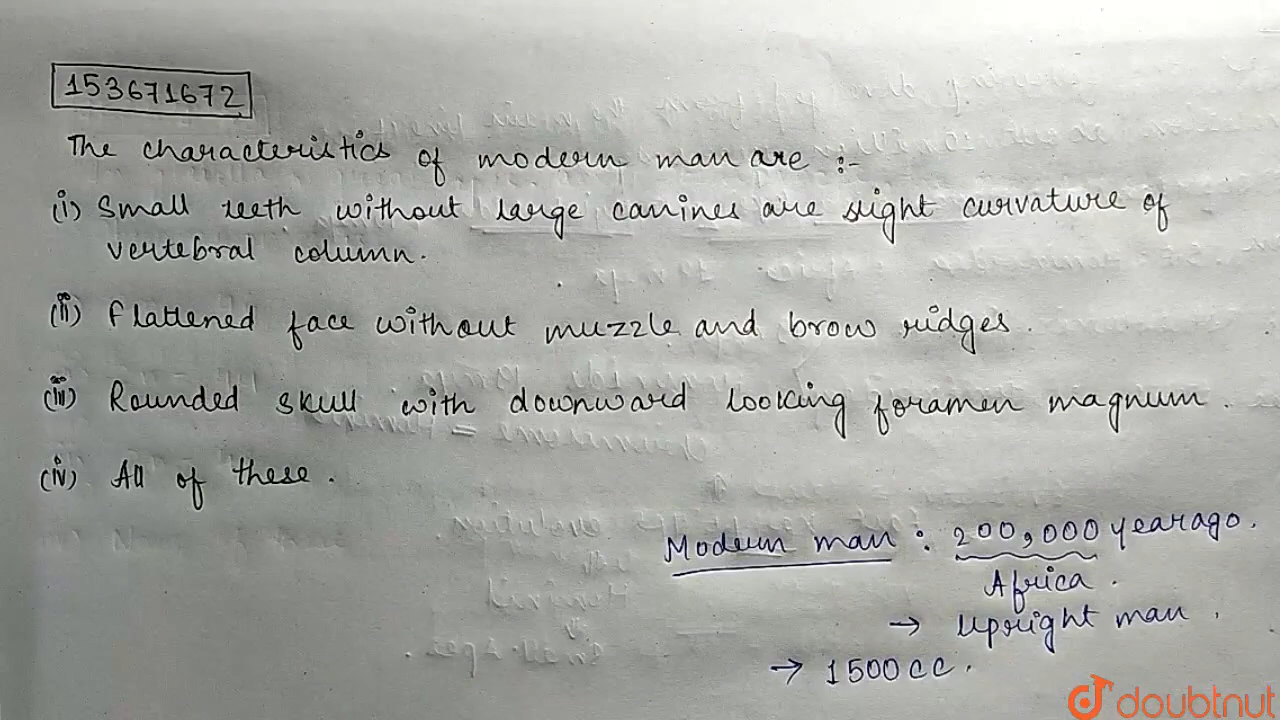 153671672
The characteristics of modern man are :-
(i) Small teeth without large canines are slight curvature of
vertebral column.
(ii) Flattened face without muzzle and brow ridges.
(iii) Rounded skull with downward looking foramen magnum.
(iv) All of these.
Modern man : 200,000 year ago.
Africa.
→ Upright man.
→ 1500 CC.
doubtnut